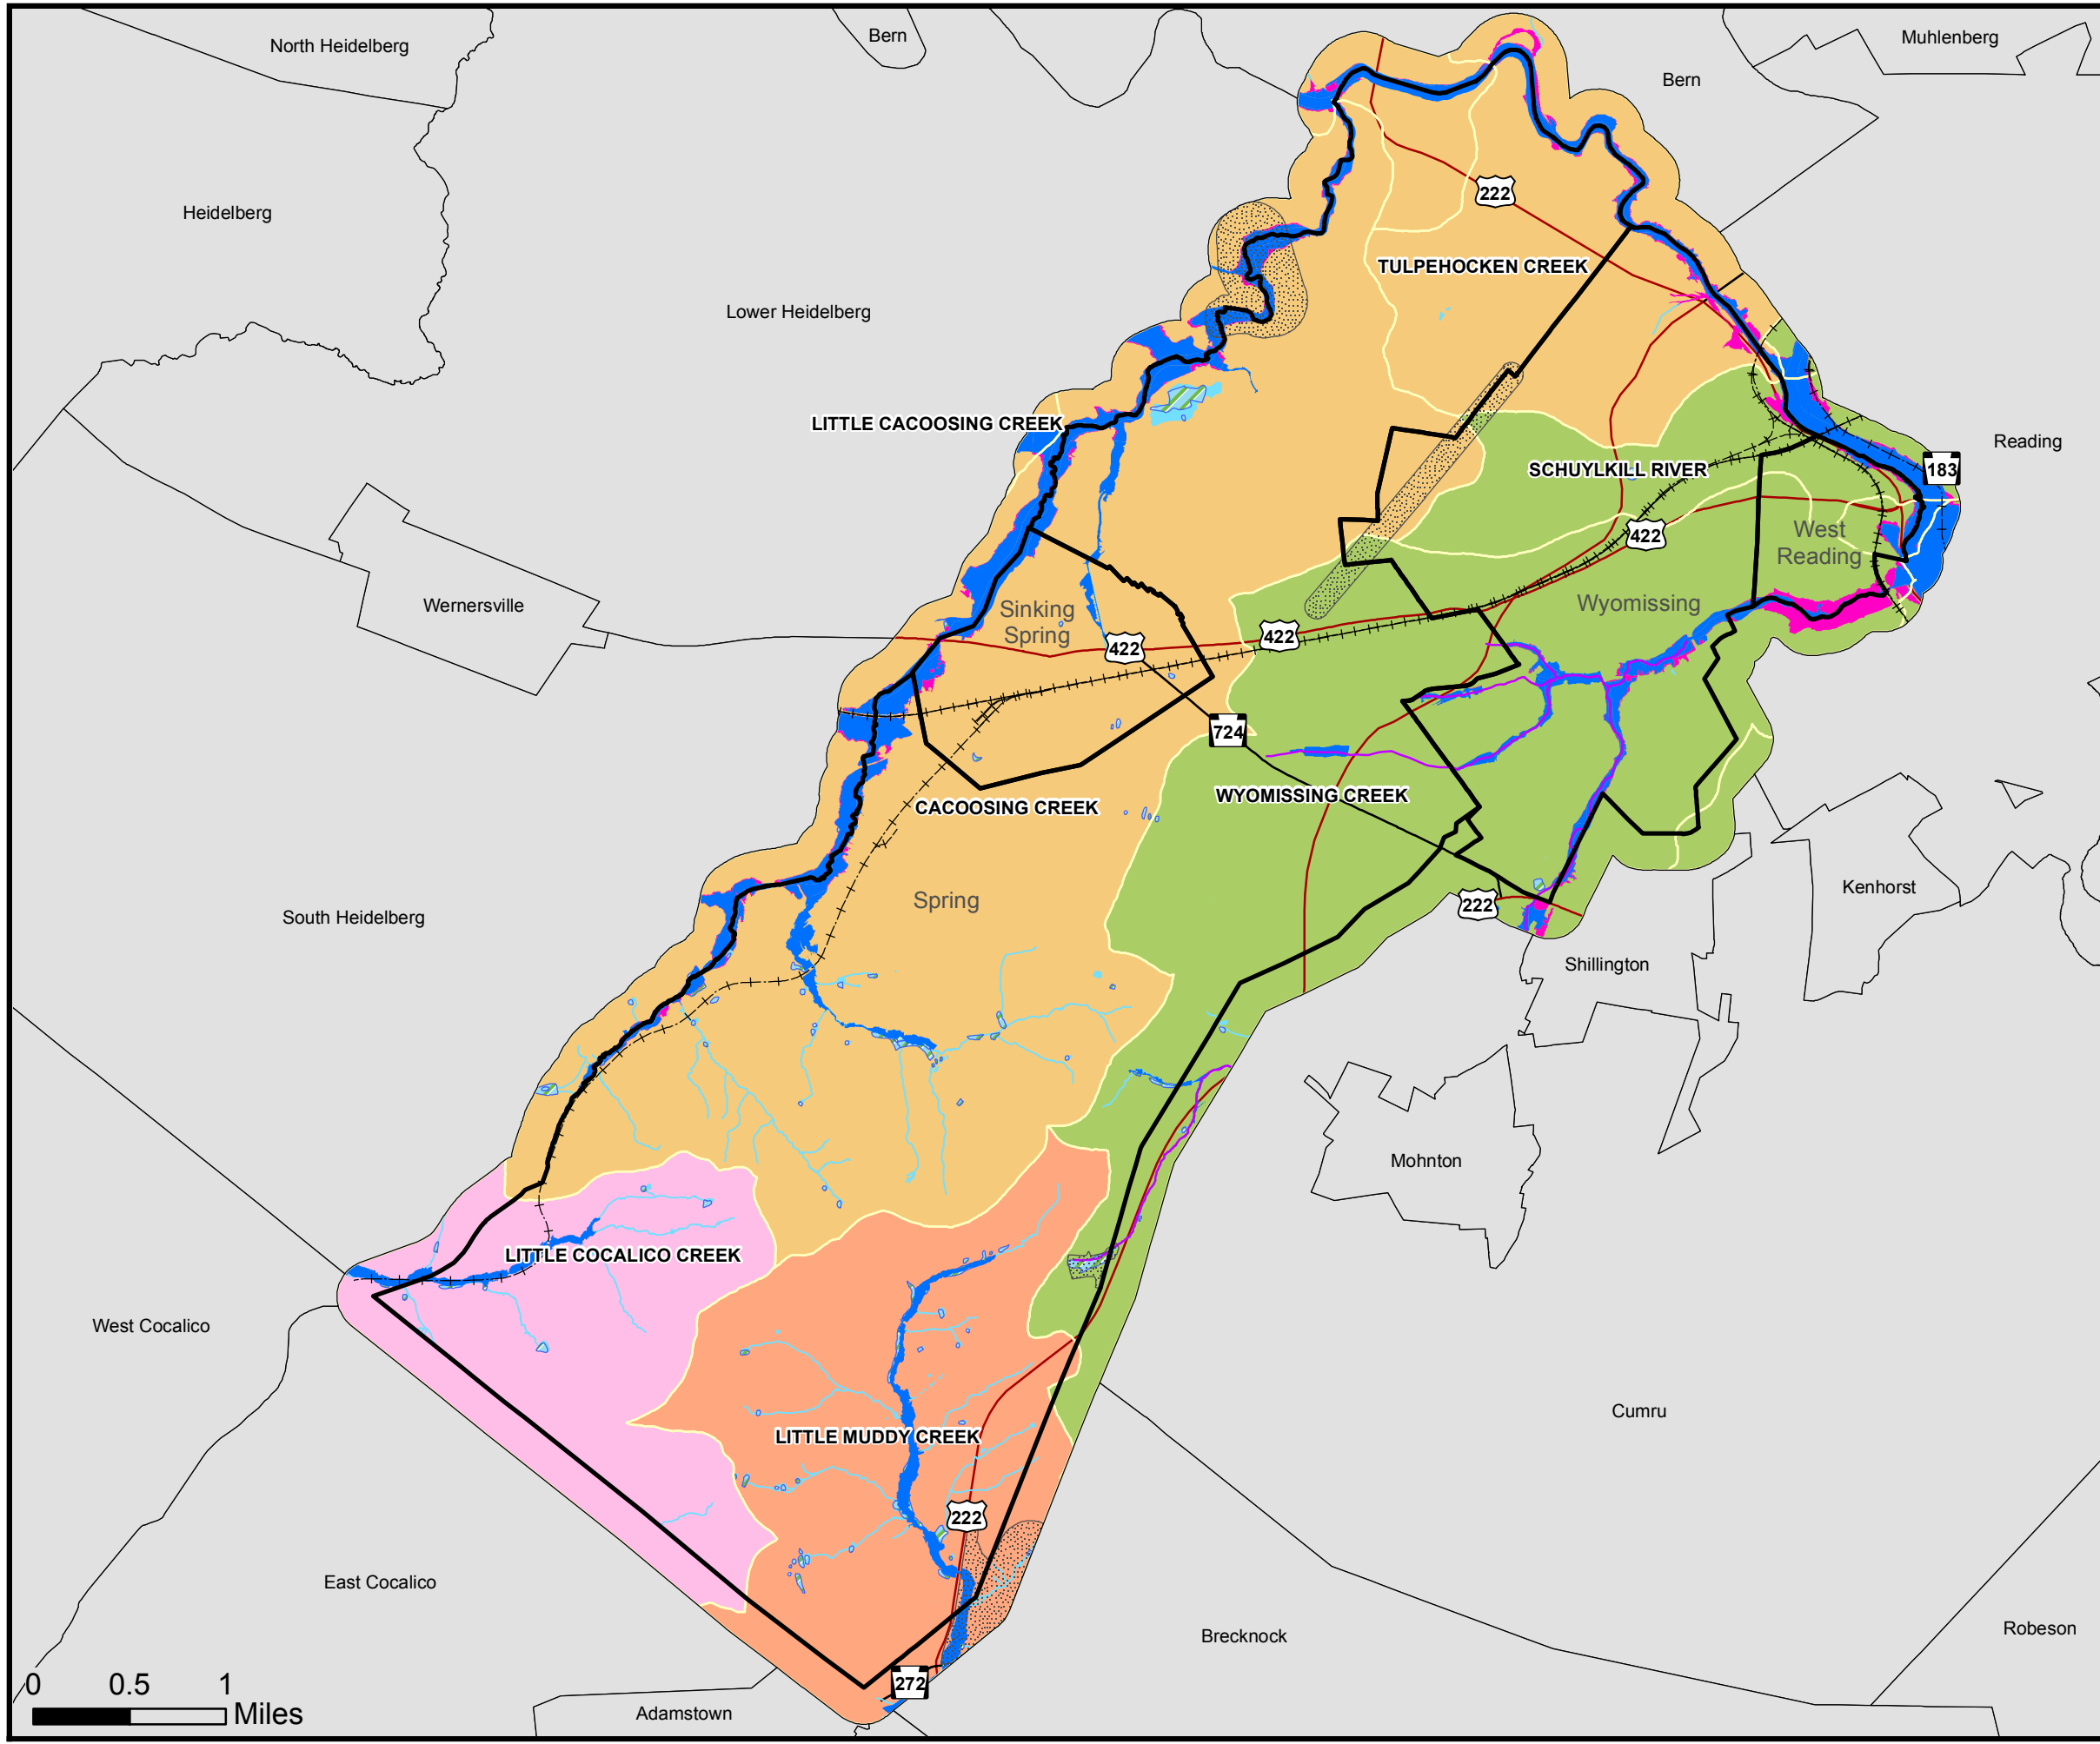 North Heidelberg
Bern
Muhlenberg
Bern
Heidelberg
222
TULPEHOCKEN CREEK
Lower Heidelberg
LITTLE CACOOSING CREEK
Reading
SCHUYLKILL RIVER
183
422
West
Reading
Wernersville
Sinking
Spring
Wyomissing
422
422
724
WYOMISSING CREEK
CACOOSING CREEK
Kenhorst
Spring
222
South Heidelberg
Shillington
Mohnton
LITTLE COCALICO CREEK
West Cocalico
Cumru
LITTLE MUDDY CREEK
222
East Cocalico
Robeson
Brecknock
272
0 0.5 1
Miles
Adamstown